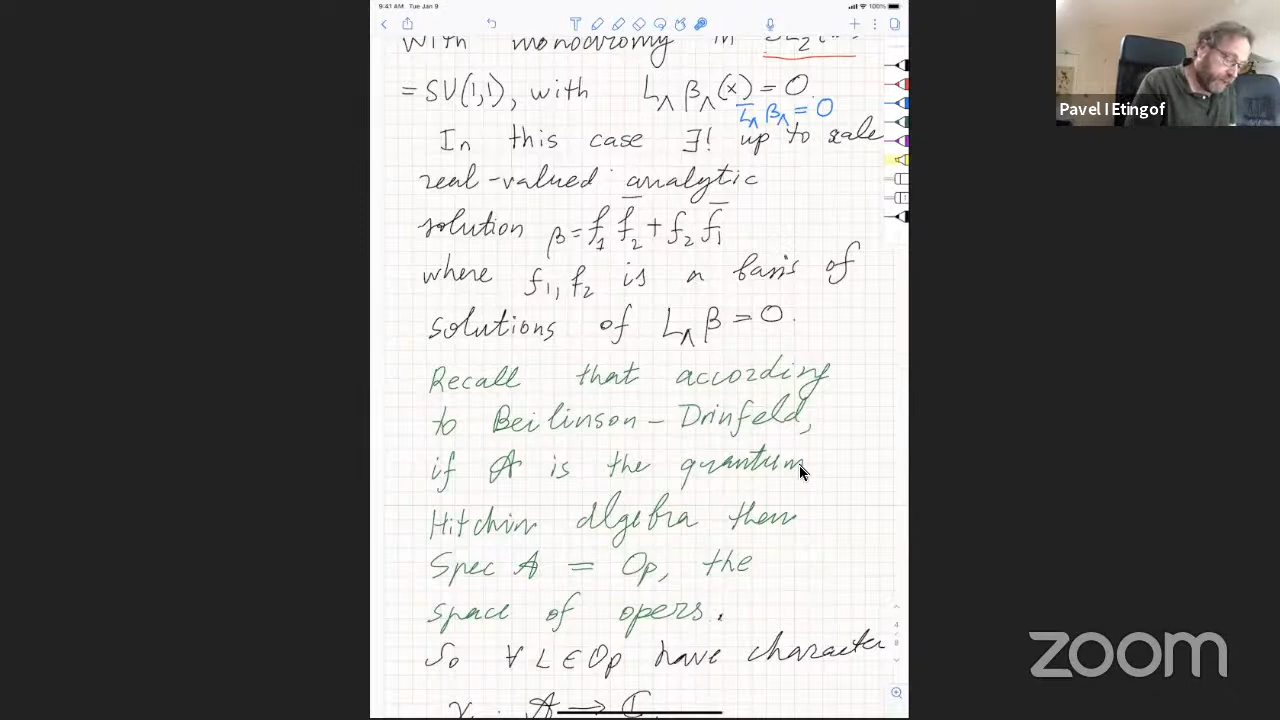 9:41 AM Tue Jan 9
100%
with monodromy in SL₂(ℝ)
= SU(1,1), with L_Λ β_Λ(x) = 0.
L̅_Λ β_Λ = 0
In this case ∃! up to scale
real-valued analytic
solution β = f₁ f̅₂ + f₂ f̅₁
where f₁, f₂ is a basis of
solutions of L_Λ β = 0.
Recall that according
to Beilinson – Drinfeld,
if A is the quantum
Hitchin algebra then
Spec A = Op, the
space of opers.
So ∀ L ∈ Op have character
A → ℂ
Pavel I Etingof
zoom